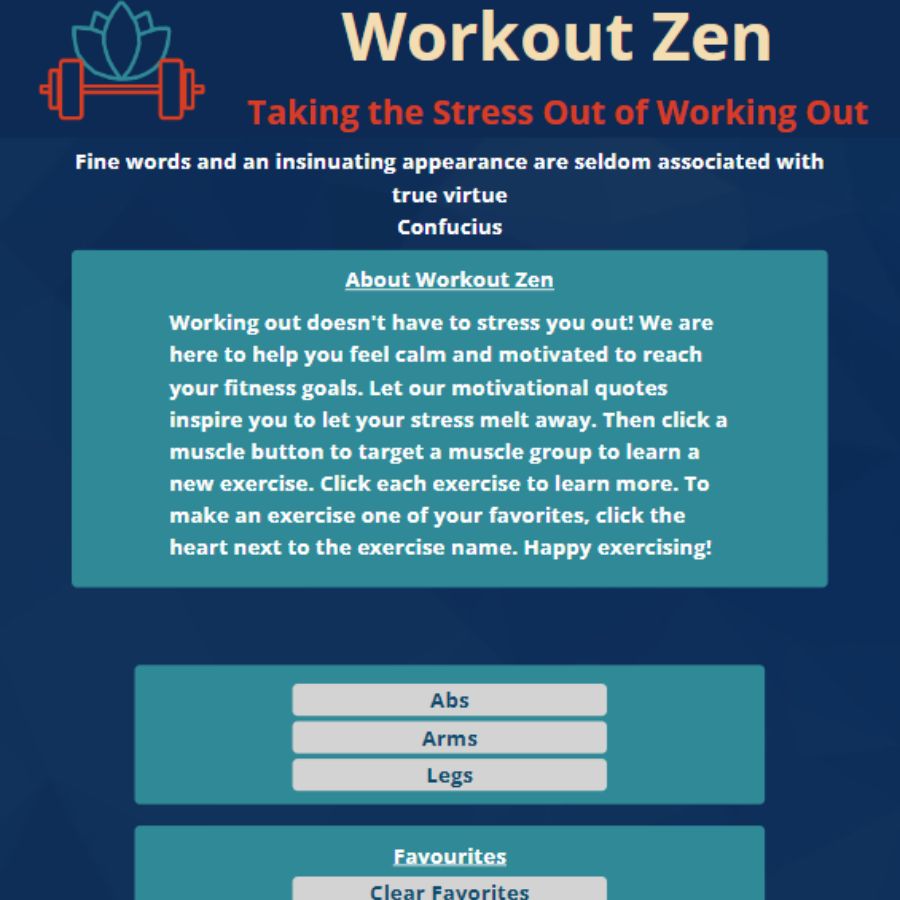 Workout Zen
Taking the Stress Out of Working Out
Fine words and an insinuating appearance are seldom associated with
true virtue
Confucius
About Workout Zen
Working out doesn't have to stress you out! We are
here to help you feel calm and motivated to reach
your fitness goals. Let our motivational quotes
inspire you to let your stress melt away. Then click a
muscle button to target a muscle group to learn a
new exercise. Click each exercise to learn more. To
make an exercise one of your favorites, click the
heart next to the exercise name. Happy exercising!
Abs
Arms
Legs
Favourites
Clear Favorites